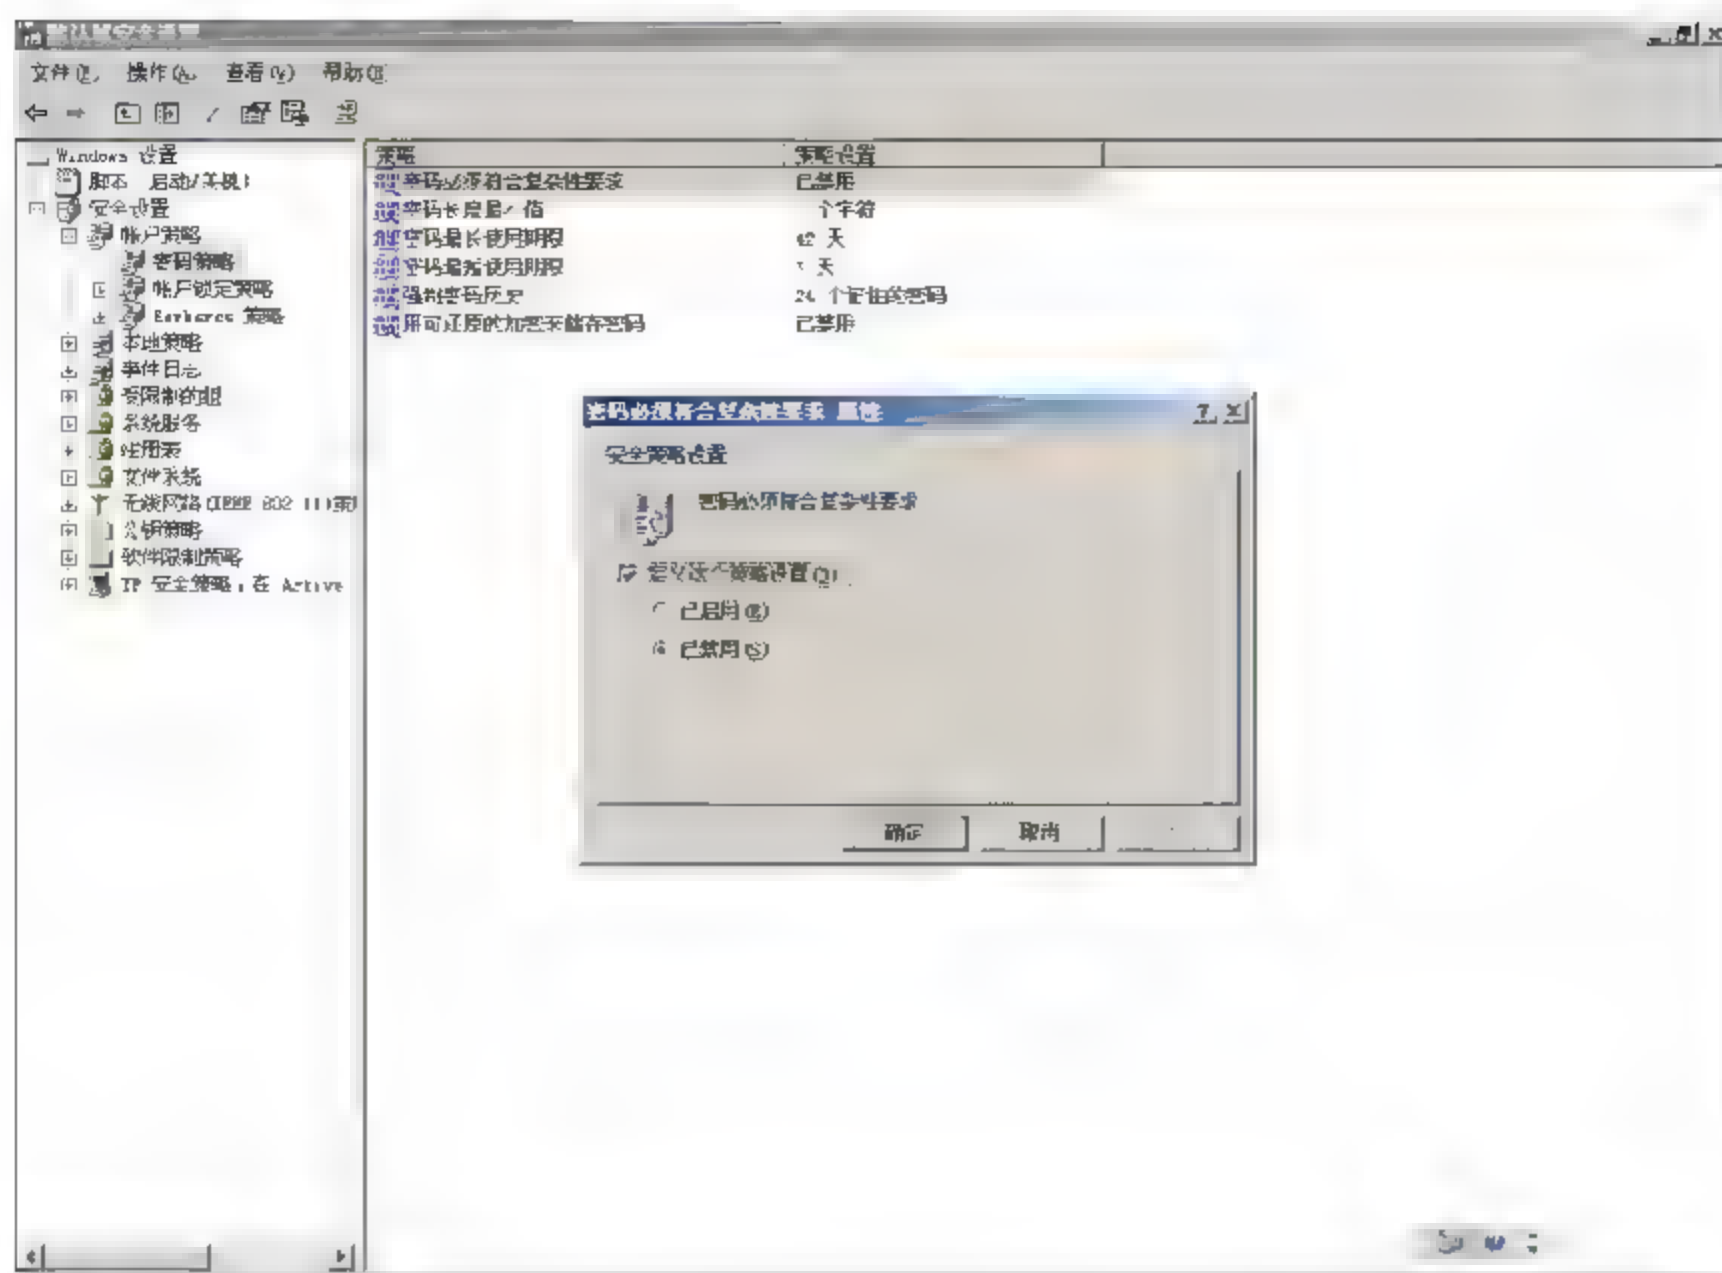 默认域安全设置
文件(F) 操作(A) 查看(V) 帮助(H)
Windows 设置
脚本 启动/关机)
安全设置
帐户策略
密码策略
帐户锁定策略
Kerberos 策略
本地策略
事件日志
受限制的组
系统服务
注册表
文件系统
无线网络(IEEE 802 11)策
公钥策略
软件限制策略
IP 安全策略,在 Active
策略 策略设置
密码必须符合复杂性要求 已禁用
密码长度最小值 个字符
密码最长使用期限 42 天
密码最短使用期限 天
强制密码历史 24 个记住的密码
用可还原的加密来储存密码 已禁用
密码必须符合复杂性要求 属性
安全策略设置
密码必须符合复杂性要求
定义这个策略设置(D)
已启用(E)
已禁用(S)
确定 取消